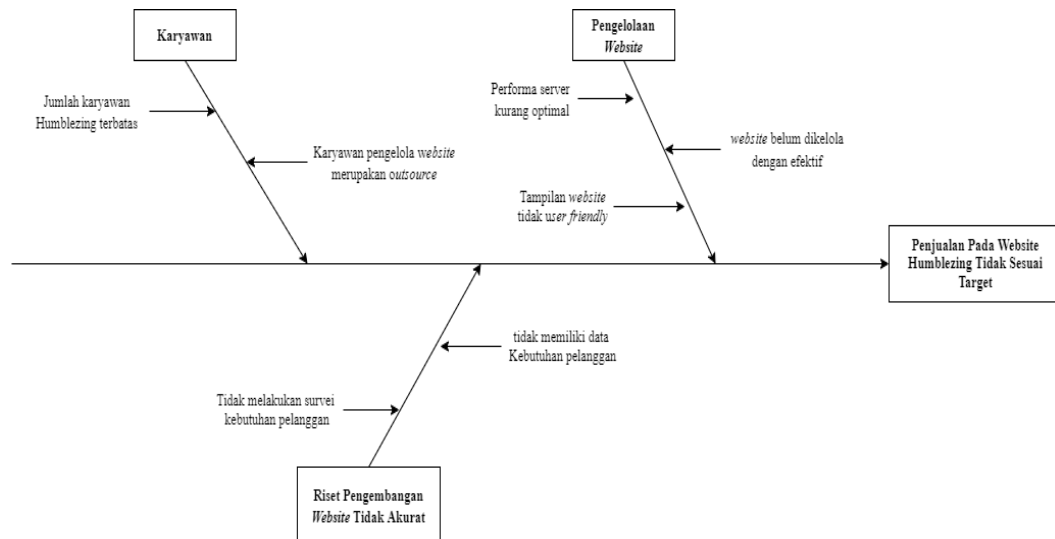 Karyawan
Pengelolaan
Website
Jumlah karyawan
Humblezing terbatas
Performa server
kurang optimal
Karyawan pengelola website
merupakan outsource
website belum dikelola
dengan efektif
Tampilan website
tidak user friendly
Penjualan Pada Website
Humblezing Tidak Sesuai
Target
tidak memiliki data
Kebutuhan pelanggan
Tidak melakukan survei
kebutuhan pelanggan
Riset Pengembangan
Website Tidak Akurat